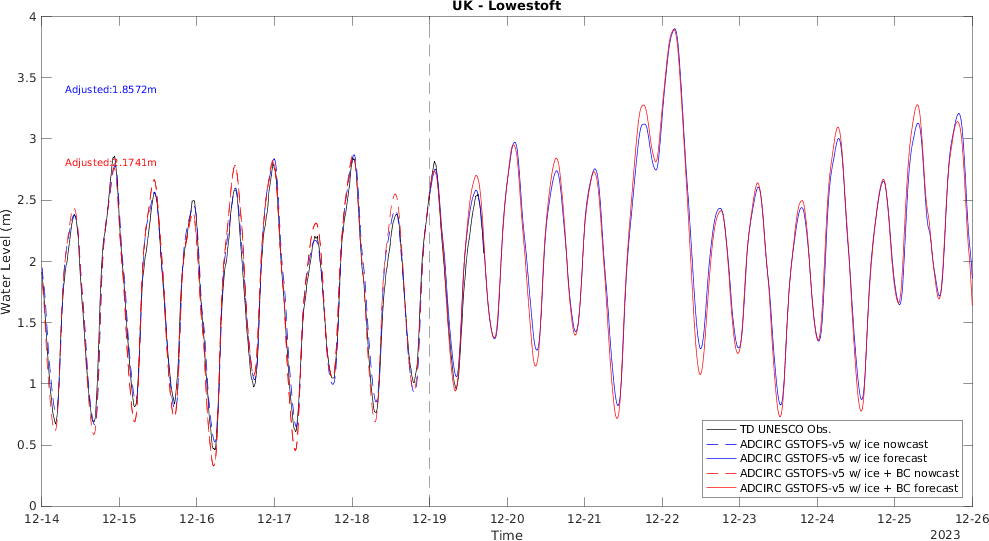 UK - Lowestoft
4
3.5
3
2.5
2
1.5
1
0.5
0
Water Level (m)
Adjusted:1.8572m
Adjusted:2.1741m
TD UNESCO Obs.
ADCIRC GSTOFS-v5 w/ ice nowcast
ADCIRC GSTOFS-v5 w/ ice forecast
ADCIRC GSTOFS-v5 w/ ice + BC nowcast
ADCIRC GSTOFS-v5 w/ ice + BC forecast
12-14 12-15 12-16 12-17 12-18 12-19 12-20 12-21 12-22 12-23 12-24 12-25 12-26
Time
2023